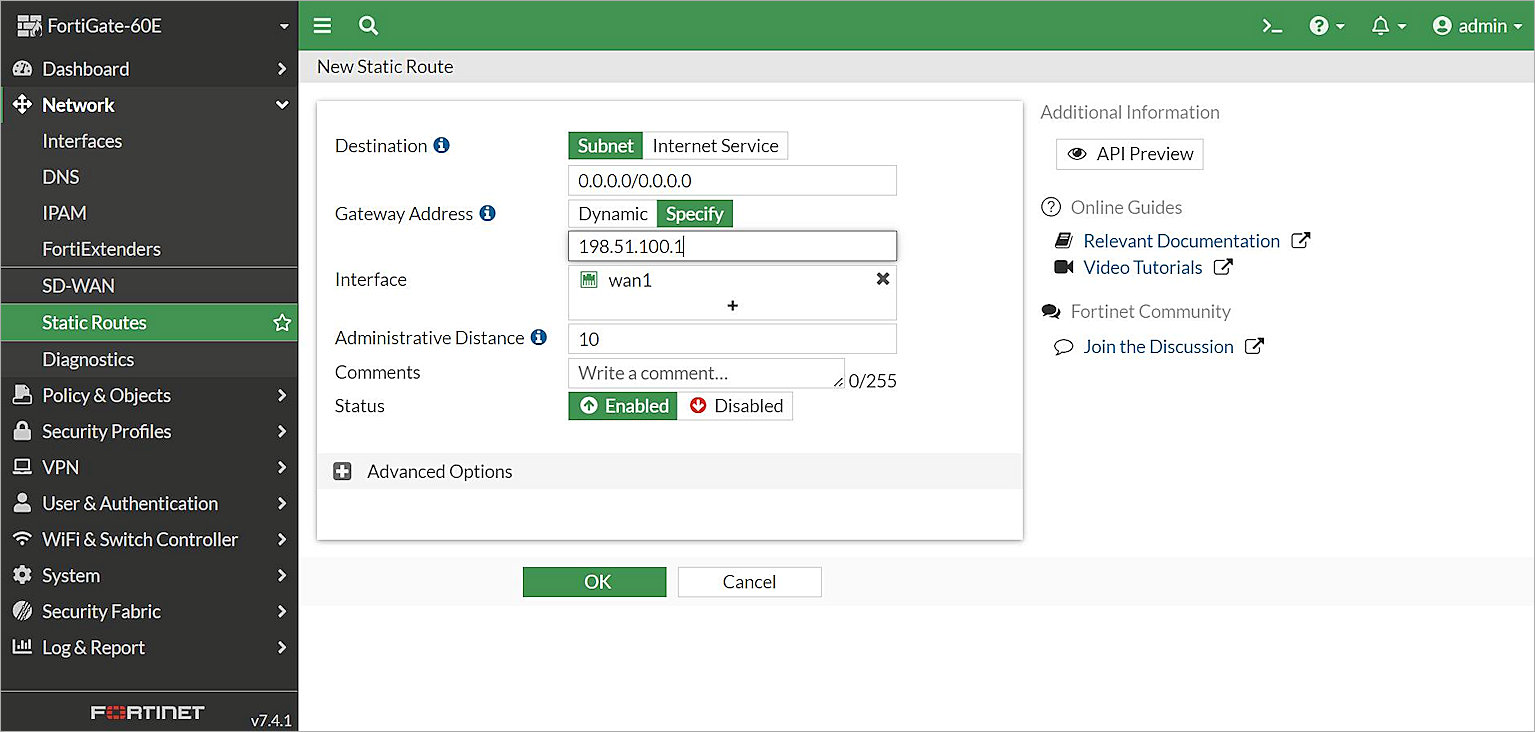 FortiGate-60E
admin
Dashboard
Network
Interfaces
DNS
IPAM
FortiExtenders
SD-WAN
Static Routes
Diagnostics
Policy & Objects
Security Profiles
VPN
User & Authentication
WiFi & Switch Controller
System
Security Fabric
Log & Report
FORTINET
v7.4.1
New Static Route
Destination
Subnet Internet Service
0.0.0.0/0.0.0.0
Gateway Address
Dynamic Specify
198.51.100.1
Interface
wan1
Administrative Distance
10
Comments
Write a comment...
0/255
Status
Enabled Disabled
Advanced Options
OK Cancel
Additional Information
API Preview
Online Guides
Relevant Documentation
Video Tutorials
Fortinet Community
Join the Discussion